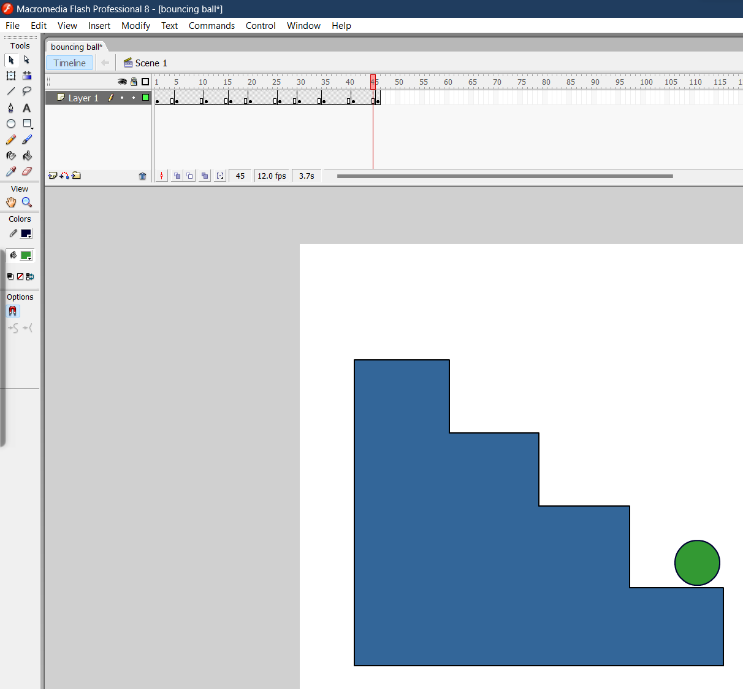 Macromedia Flash Professional 8 - [bouncing ball*]
File Edit View Insert Modify Text Commands Control Window Help
Tools
bouncing ball*
Timeline Scene 1
1 5 10 15 20 25 30 35 40 45 50 55 60 65 70 75 80 85 90 95 100 105 110 115 12
Layer 1
45 12.0 fps 3.7s
View
Colors
Options